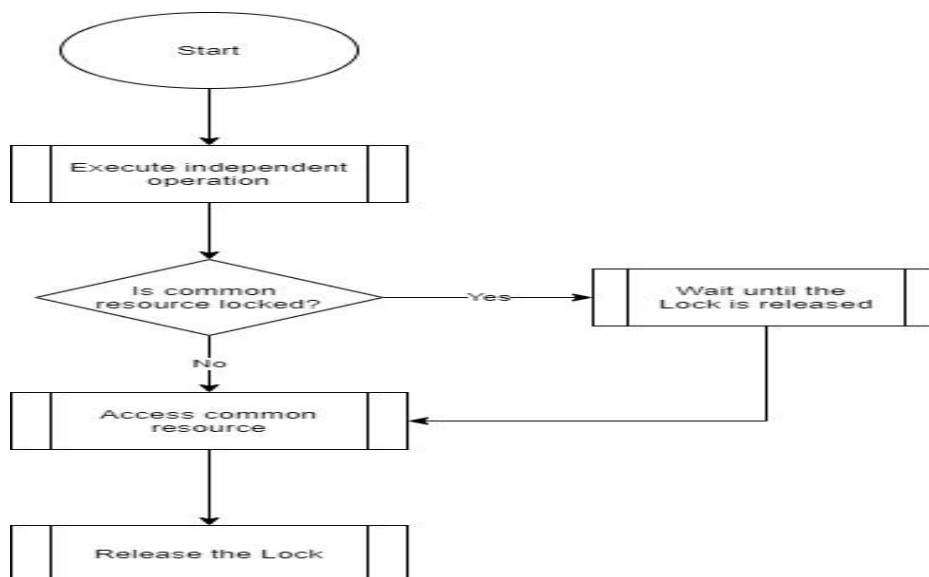 Start
Execute independent
operation
Is common
resource locked?
Yes
Wait until the
Lock is released
No
Access common
resource
Release the Lock